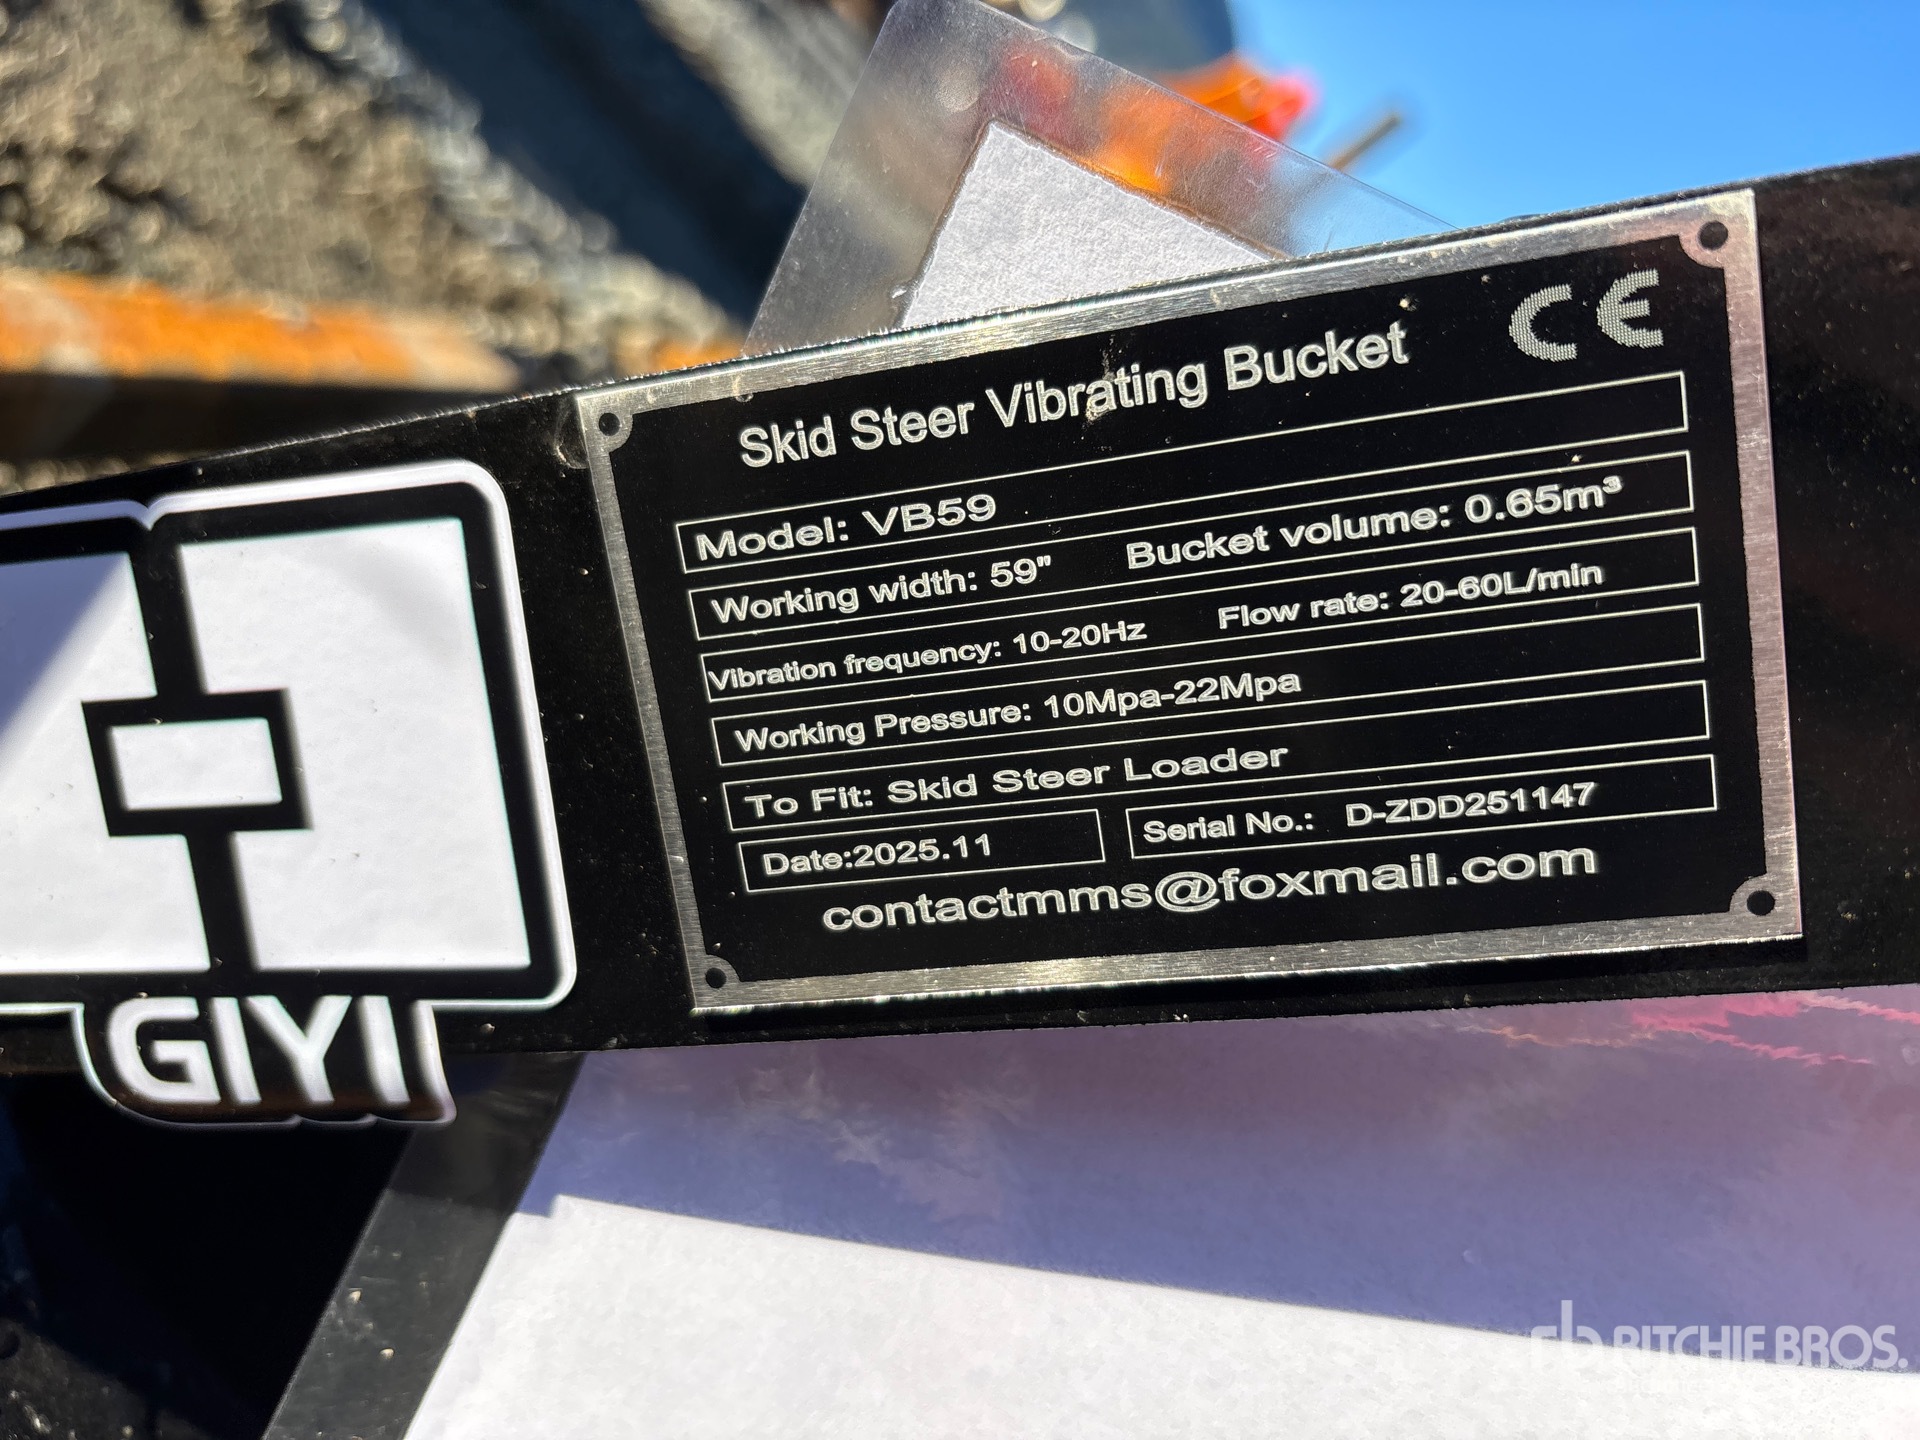 Skid Steer Vibrating Bucket
CE
Model: VB59
Working width: 59" Bucket volume: 0.65m³
Vibration frequency: 10-20Hz Flow rate: 20-60L/min
Working Pressure: 10Mpa-22Mpa
To Fit: Skid Steer Loader
Date:2025.11 Serial No.: D-ZDD251147
contactmms@foxmail.com
GIYI
rb RITCHIE BROS.